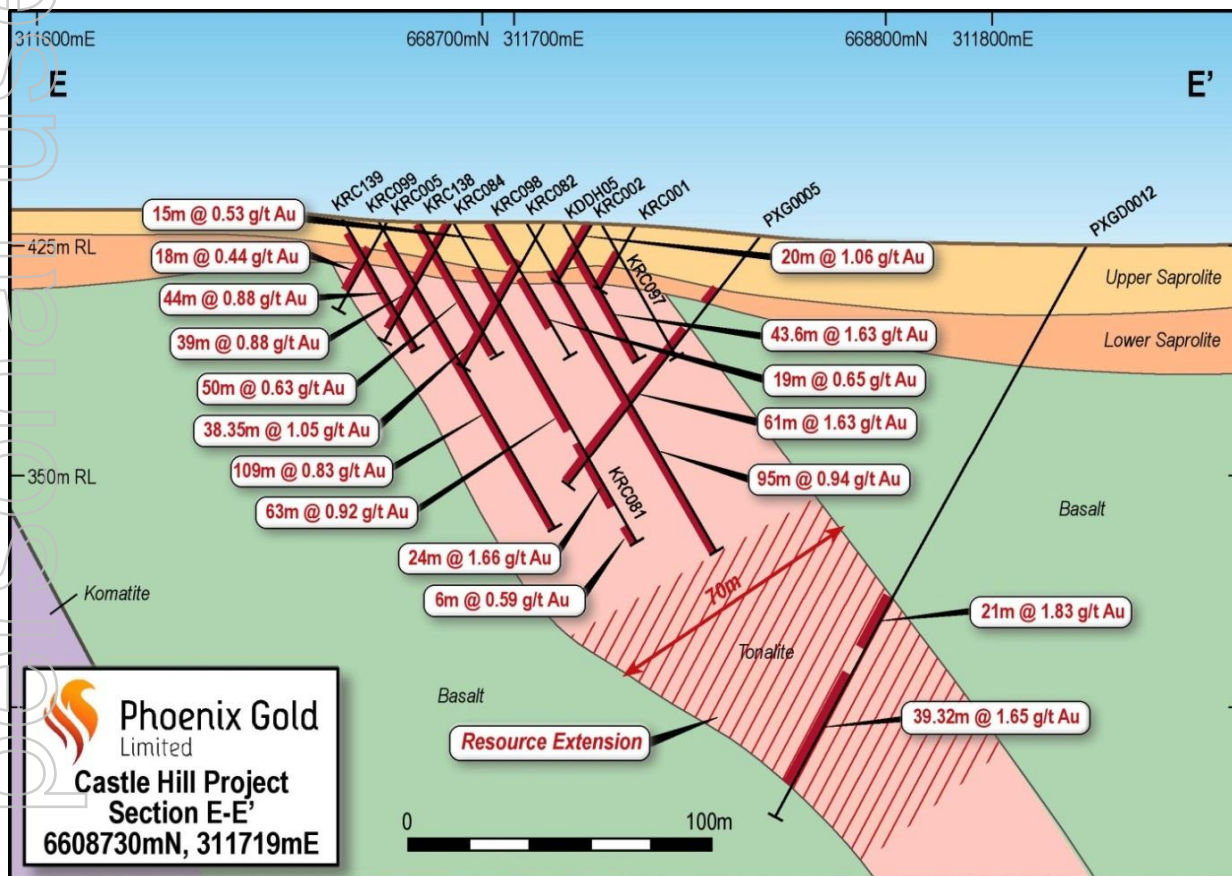 311600mE
668700mN
311700mE
668800mN
311800mE
E
E'
KRC139
KRC099
KRC005
KRC138
KRC084
KRC098
KRC082
KDDH05
KRC002
KRC001
PXG0005
PXGD0012
15m @ 0.53 g/t Au
425m RL
18m @ 0.44 g/t Au
44m @ 0.88 g/t Au
39m @ 0.88 g/t Au
50m @ 0.63 g/t Au
38.35m @ 1.05 g/t Au
109m @ 0.83 g/t Au
350m RL
63m @ 0.92 g/t Au
24m @ 1.66 g/t Au
6m @ 0.59 g/t Au
KRC097
KRC081
20m @ 1.06 g/t Au
43.6m @ 1.63 g/t Au
19m @ 0.65 g/t Au
61m @ 1.63 g/t Au
95m @ 0.94 g/t Au
Upper Saprolite
Lower Saprolite
Basalt
Komatite
70m
Tonalite
21m @ 1.83 g/t Au
39.32m @ 1.65 g/t Au
Basalt
Resource Extension
Phoenix Gold
Limited
Castle Hill Project
Section E-E'
6608730mN, 311719mE
0
100m